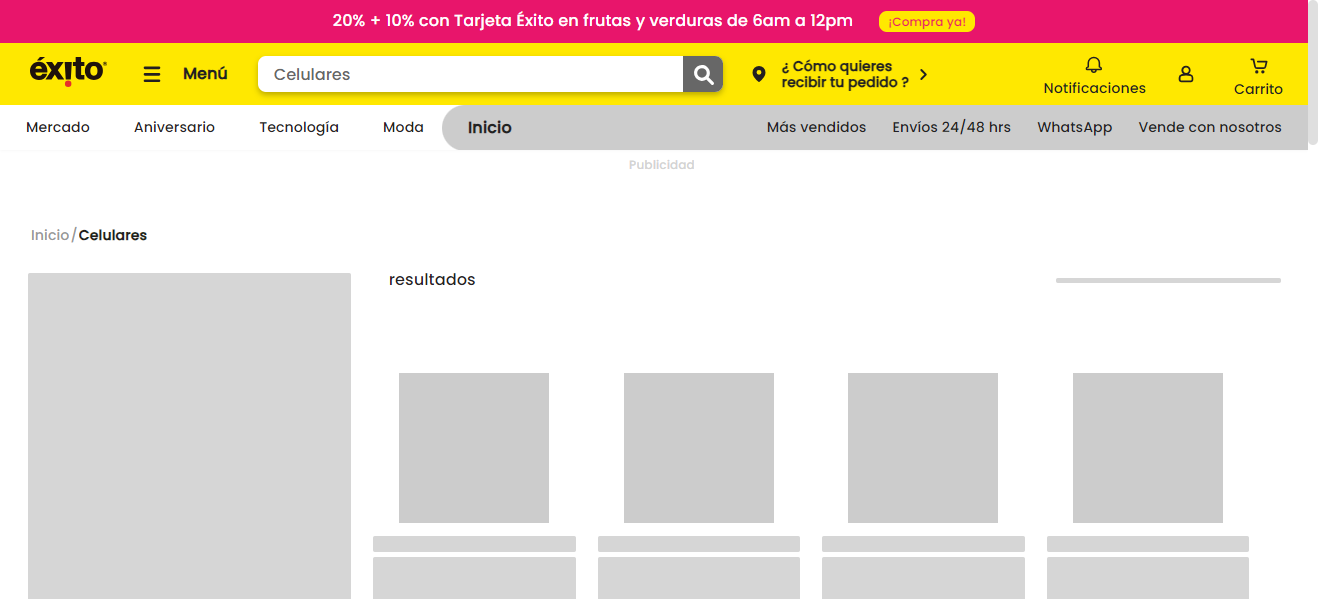 20% + 10% con Tarjeta Éxito en frutas y verduras de 6am a 12pm ¡Compra ya!
éxito Menú Celulares ¿ Cómo quieres recibir tu pedido ? Notificaciones Carrito
Mercado Aniversario Tecnología Moda Inicio Más vendidos Envíos 24/48 hrs WhatsApp Vende con nosotros
Publicidad
Inicio/Celulares
resultados